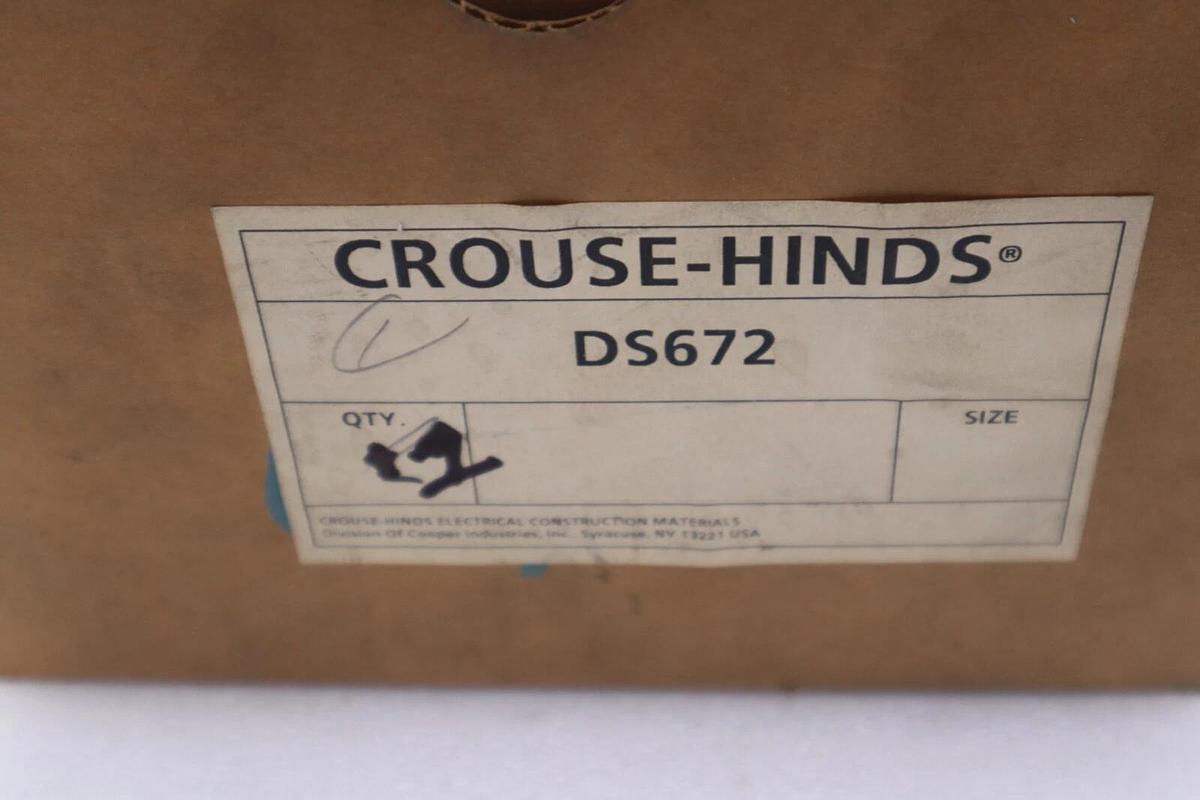 CROUSE-HINDS®
DS672
QTY.
SIZE
2
CROUSE-HINDS ELECTRICAL CONSTRUCTION MATERIALS
Division Of Cooper Industries, Inc. Syracuse, NY 13221 USA